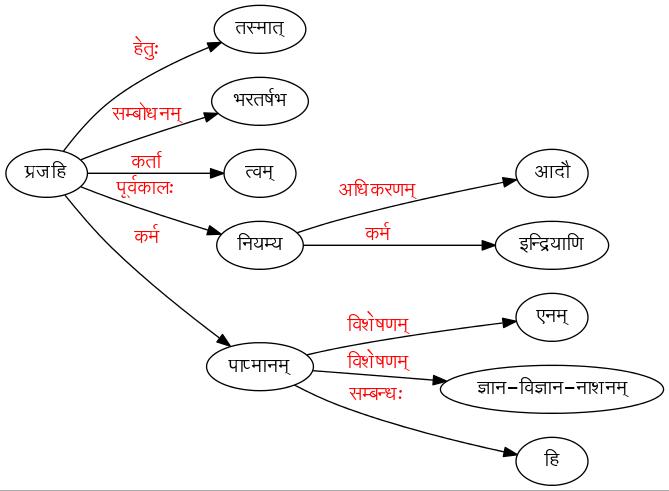 तस्मात्
हेतुः
भरतर्षभ
सम्बोधनम्
कर्ता
प्रजहि
त्वम्
आदौ
पूर्वकालः
अधिकरणम्
कर्म
नियम्य
कर्म
इन्द्रियाणि
एनम्
विशेषणम्
पाप्मानम्
विशेषणम्
ज्ञान-विज्ञान-नाशनम्
सम्बन्धः
हि